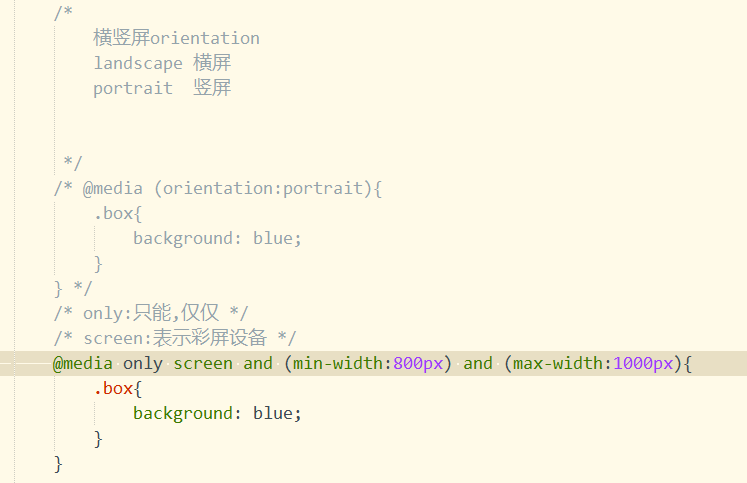 /*
横竖屏orientation
landscape 横屏
portrait  竖屏
*/
/* @media (orientation:portrait){
.box{
background: blue;
}
} */
/* only:只能,仅仅 */
/* screen:表示彩屏设备 */
@media only screen and (min-width:800px) and (max-width:1000px){
.box{
background: blue;
}
}